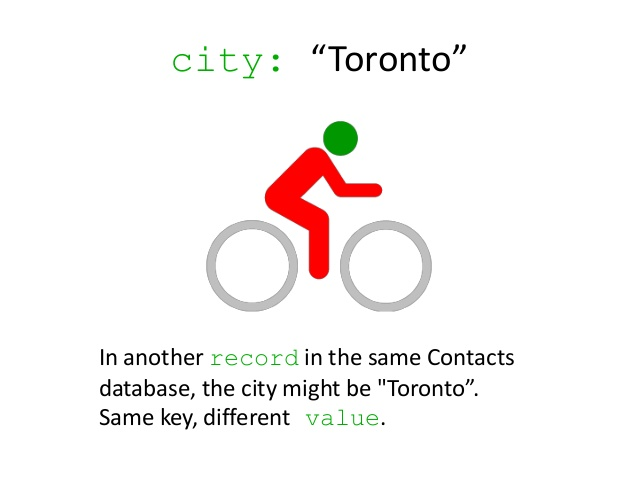 city: “Toronto”
In another record in the same Contacts
database, the city might be "Toronto”.
Same key, different value.